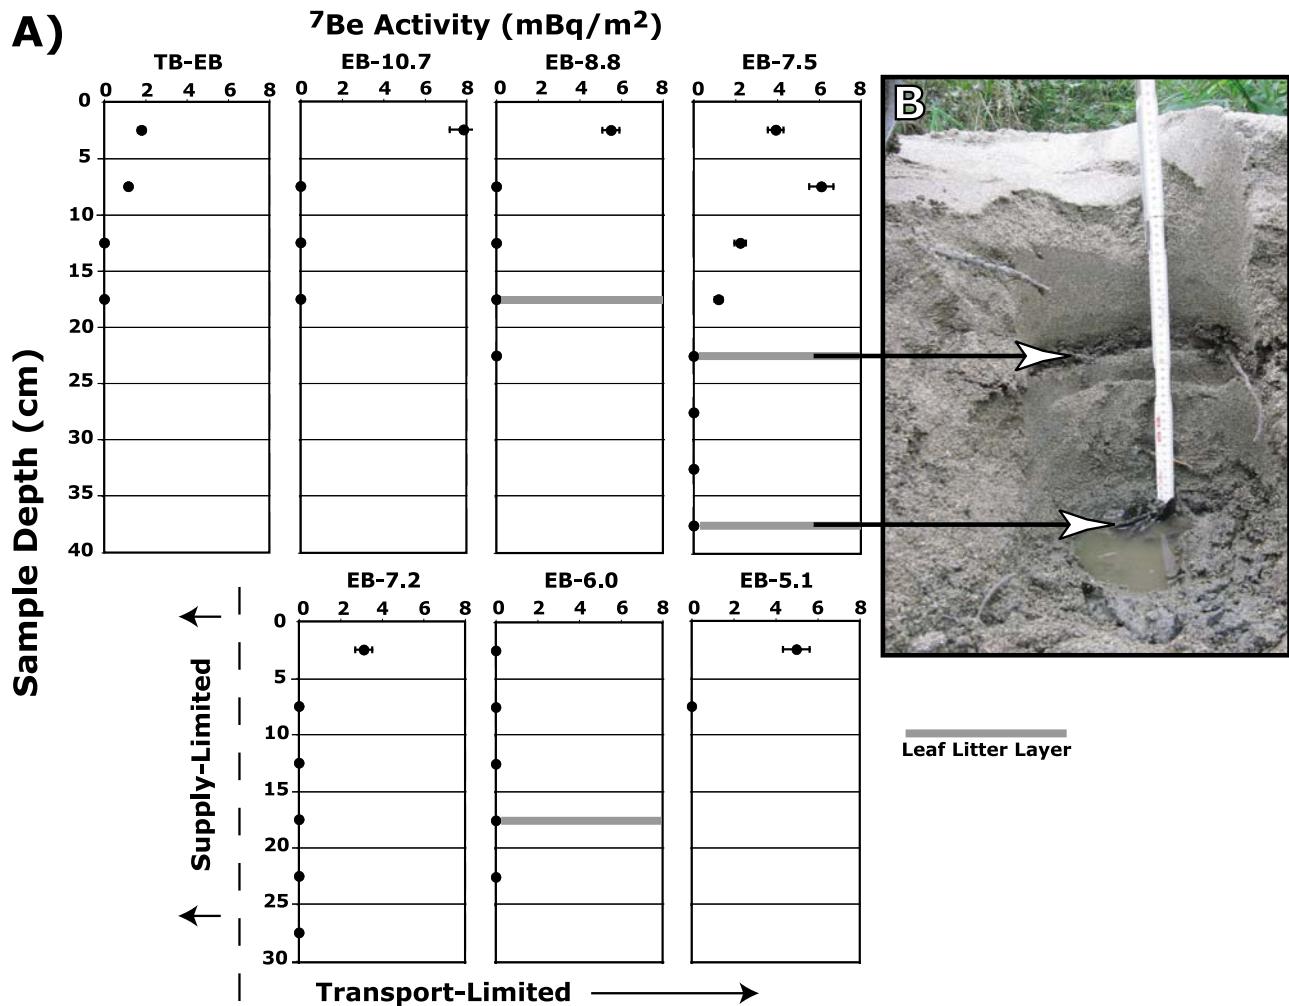 A)
⁷Be Activity (mBq/m²)
TB-EB
EB-10.7
EB-8.8
EB-7.5
0 2 4 6 8
0 2 4 6 8
0 2 4 6 8
0 2 4 6 8
0
5
10
15
20
25
30
35
40
B
Sample Depth (cm)
EB-7.2
EB-6.0
EB-5.1
0 2 4 6 8
0 2 4 6 8
0 2 4 6 8
0
5
10
15
20
25
30
Supply-Limited
Transport-Limited
Leaf Litter Layer